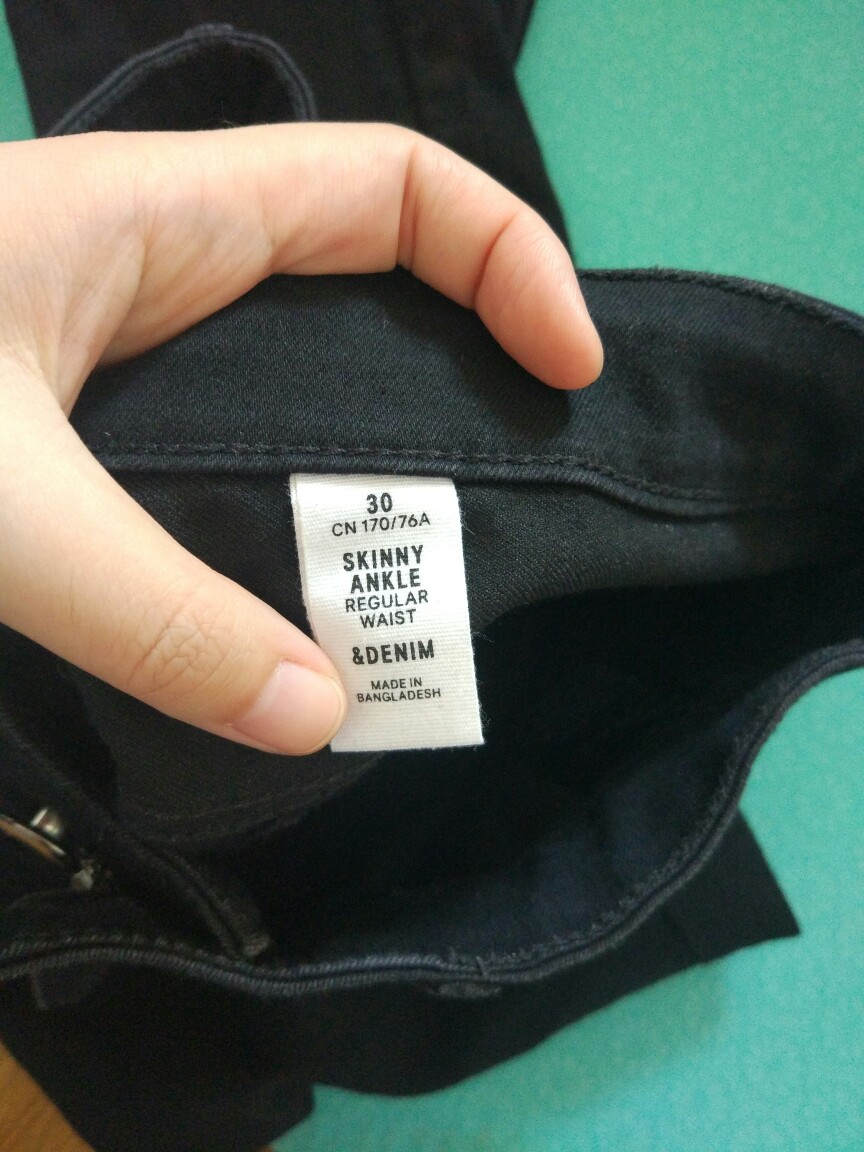 30
CN 170/76A
SKINNY
ANKLE
REGULAR
WAIST
&DENIM
MADE IN
BANGLADESH